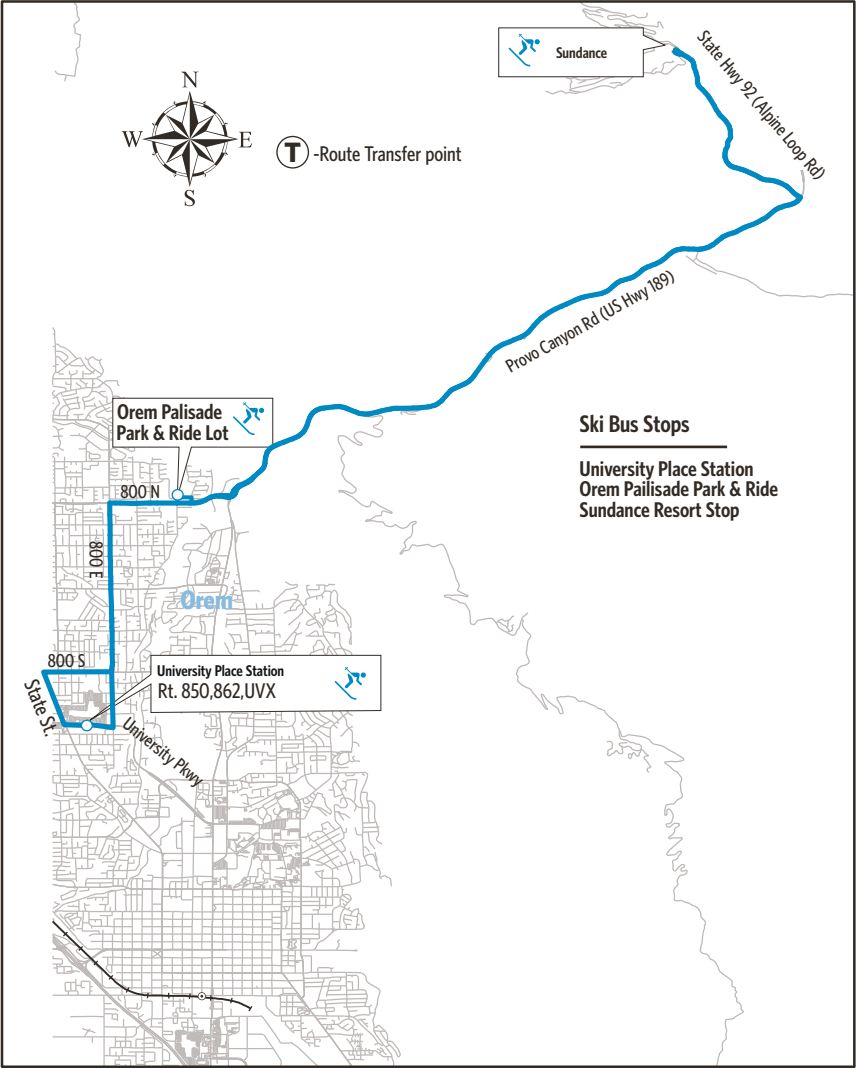 Sundance
State Hwy 92 (Alpine Loop Rd)
N
W
E
S
T
-Route Transfer point
Provo Canyon Rd (US Hwy 189)
Orem Palisade
Park & Ride Lot
Ski Bus Stops
University Place Station
Orem Pailisade Park & Ride
Sundance Resort Stop
800 N
800 E
Orem
800 S
University Place Station
Rt. 850,862,UVX
State St.
University Pkwy